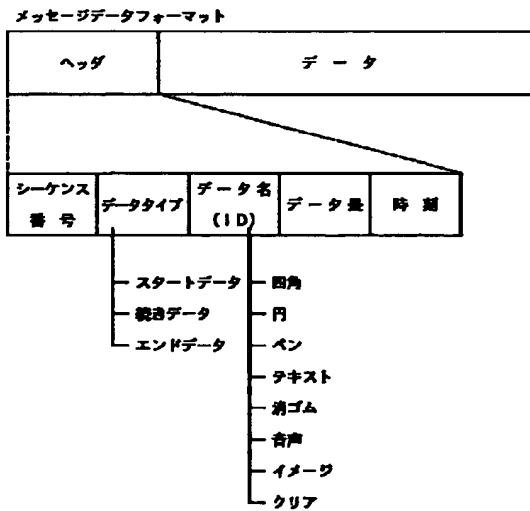 メッセージデータフォーマット
ヘッダ
データ
シーケンス番号
データタイプ
データ名(ID)
データ量
時刻
スタートデータ
続きデータ
エンドデータ
四角
円
ペン
テキスト
消ゴム
音声
イメージ
クリア